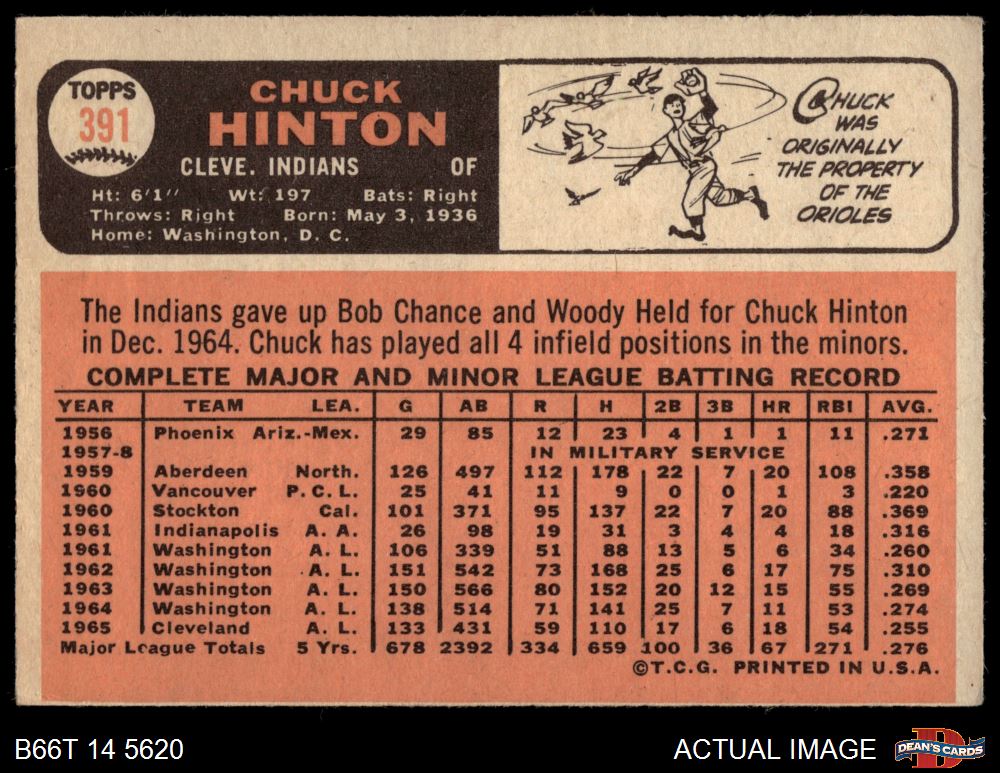 TOPPS
391
CHUCK
HINTON
CLEVE. INDIANS OF
Ht: 6'1'' Wt: 197 Bats: Right
Throws: Right Born: May 3, 1936
Home: Washington, D. C.
CHUCK
WAS
ORIGINALLY
THE PROPERTY
OF THE
ORIOLES
The Indians gave up Bob Chance and Woody Held for Chuck Hinton
in Dec. 1964. Chuck has played all 4 infield positions in the minors.
COMPLETE MAJOR AND MINOR LEAGUE BATTING RECORD
YEAR TEAM LEA. G AB R H 2B 3B HR RBI AVG.
1956 Phoenix Ariz.-Mex. 29 85 12 23 4 1 1 11 .271
1957-8 IN MILITARY SERVICE
1959 Aberdeen North. 126 497 112 178 22 7 20 108 .358
1960 Vancouver P.C.L. 25 41 11 9 0 0 1 3 .220
1960 Stockton Cal. 101 371 95 137 22 7 20 88 .369
1961 Indianapolis A. A. 26 98 19 31 3 4 4 18 .316
1961 Washington A. L. 106 339 51 88 13 5 6 34 .260
1962 Washington A. L. 151 542 73 168 25 6 17 75 .310
1963 Washington A. L. 150 566 80 152 20 12 15 55 .269
1964 Washington A. L. 138 514 71 141 25 7 11 53 .274
1965 Cleveland A. L. 133 431 59 110 17 6 18 54 .255
Major League Totals 5 Yrs. 678 2392 334 659 100 36 67 271 .276
©T.C.G. PRINTED IN U.S.A.
B66T 14 5620
ACTUAL IMAGE
DEAN'S CARDS